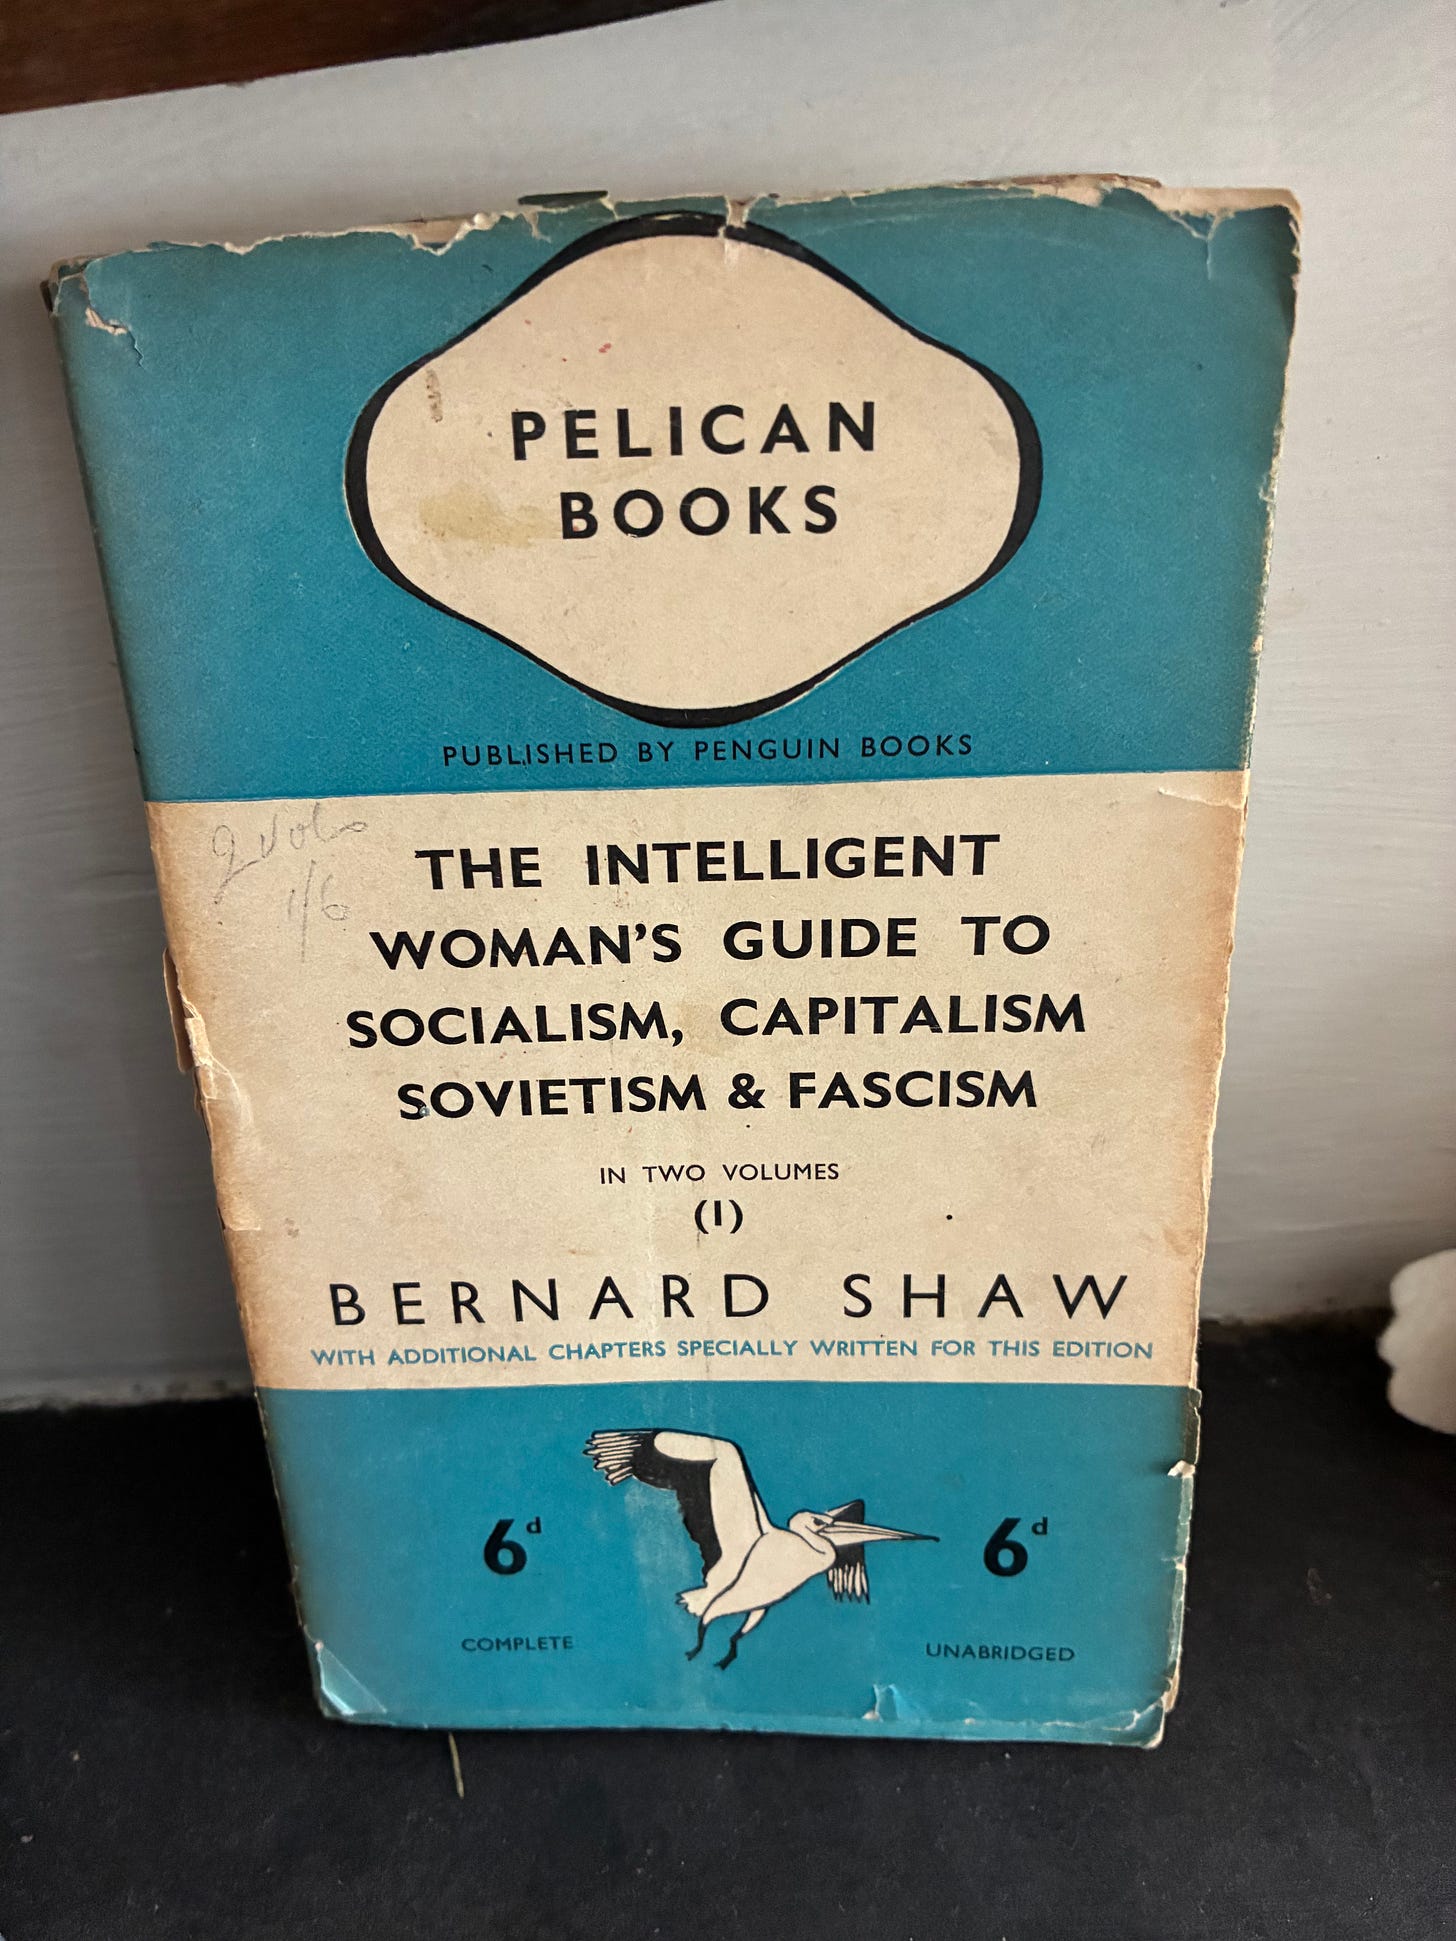 PELICAN
BOOKS
PUBLISHED BY PENGUIN BOOKS
2 vols
1/6
THE INTELLIGENT
WOMAN'S GUIDE TO
SOCIALISM, CAPITALISM
SOVIETISM & FASCISM
IN TWO VOLUMES
(I)
BERNARD SHAW
WITH ADDITIONAL CHAPTERS SPECIALLY WRITTEN FOR THIS EDITION
6d 6d
COMPLETE UNABRIDGED